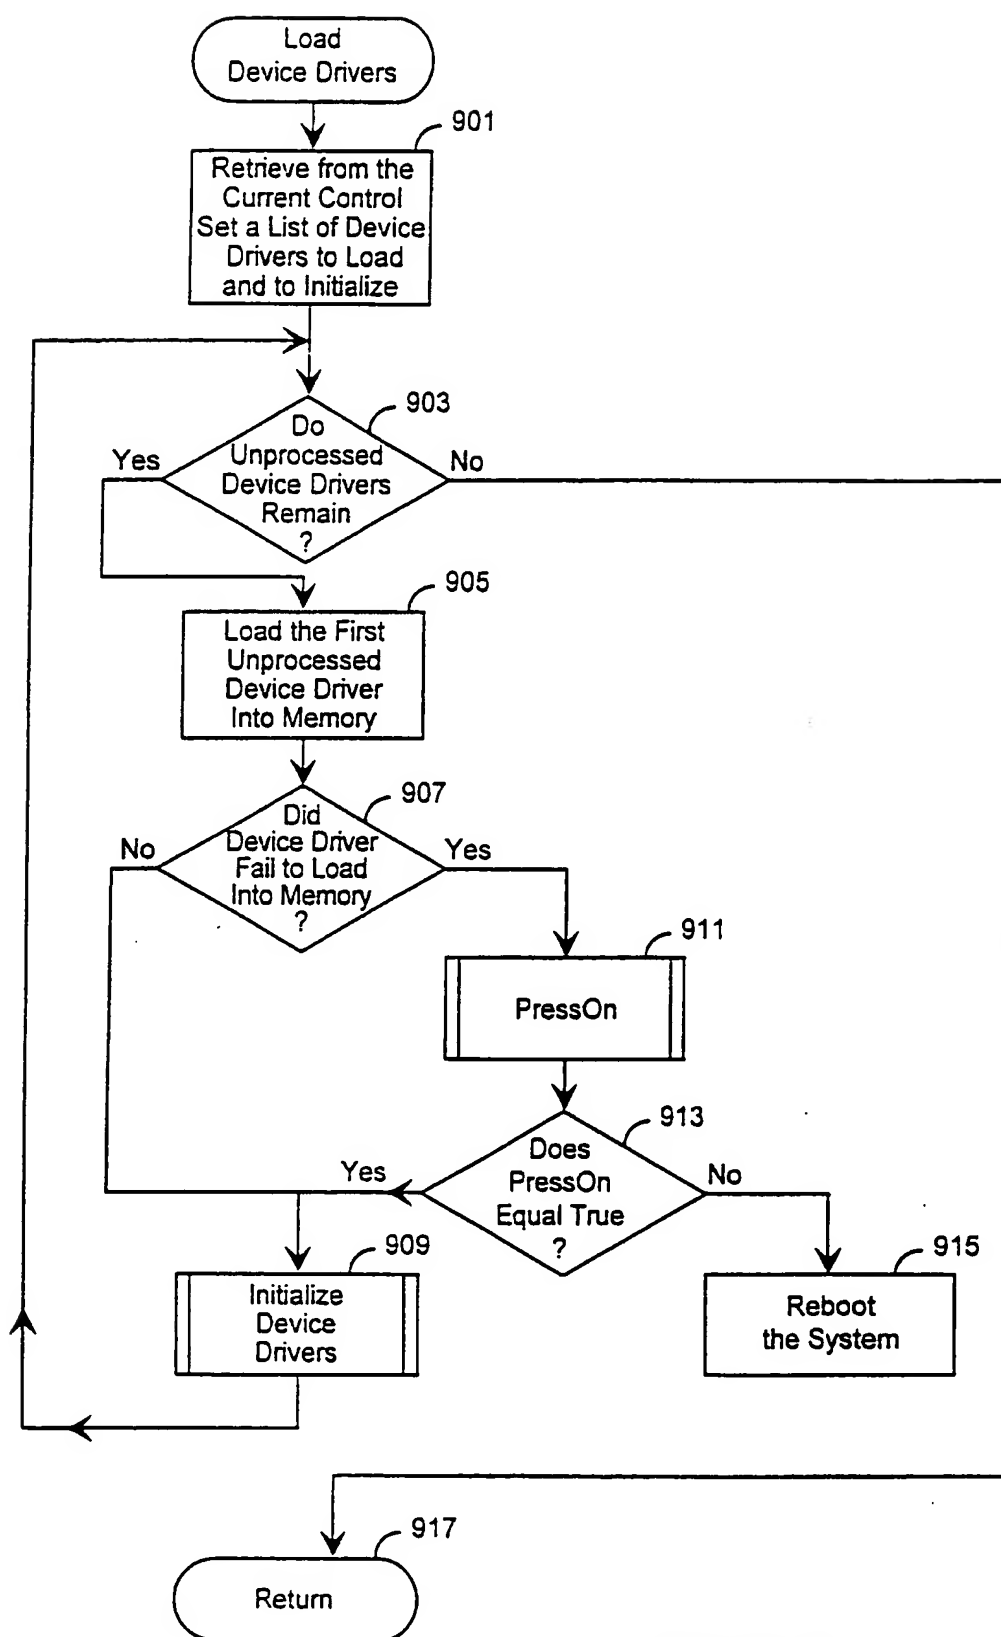 Load
Device Drivers
901
Retrieve from the
Current Control
Set a List of Device
Drivers to Load
and to Initialize
903
Do
Unprocessed
Device Drivers
Remain
?
Yes
No
905
Load the First
Unprocessed
Device Driver
Into Memory
907
Did
Device Driver
Fail to Load
Into Memory
?
No
Yes
911
PressOn
913
Does
PressOn
Equal True
?
Yes
No
909
Initialize
Device
Drivers
915
Reboot
the System
917
Return